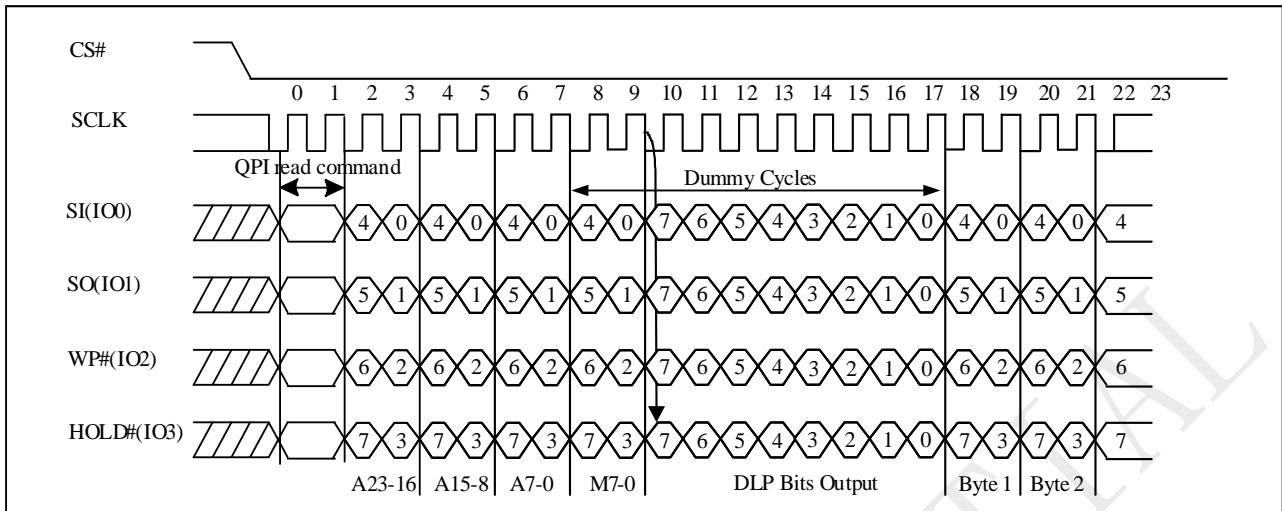 CS#
0 1 2 3 4 5 6 7 8 9 10 11 12 13 14 15 16 17 18 19 20 21 22 23
SCLK
QPI read command
Dummy Cycles
SI(IO0)
4 0 4 0 4 0 4 0 7 6 5 4 3 2 1 0 4 0 4 0 4
SO(IO1)
5 1 5 1 5 1 5 1 7 6 5 4 3 2 1 0 5 1 5 1 5
WP#(IO2)
6 2 6 2 6 2 6 2 7 6 5 4 3 2 1 0 6 2 6 2 6
HOLD#(IO3)
7 3 7 3 7 3 7 3 7 6 5 4 3 2 1 0 7 3 7 3 7
A23-16 A15-8 A7-0 M7-0 DLP Bits Output Byte 1 Byte 2